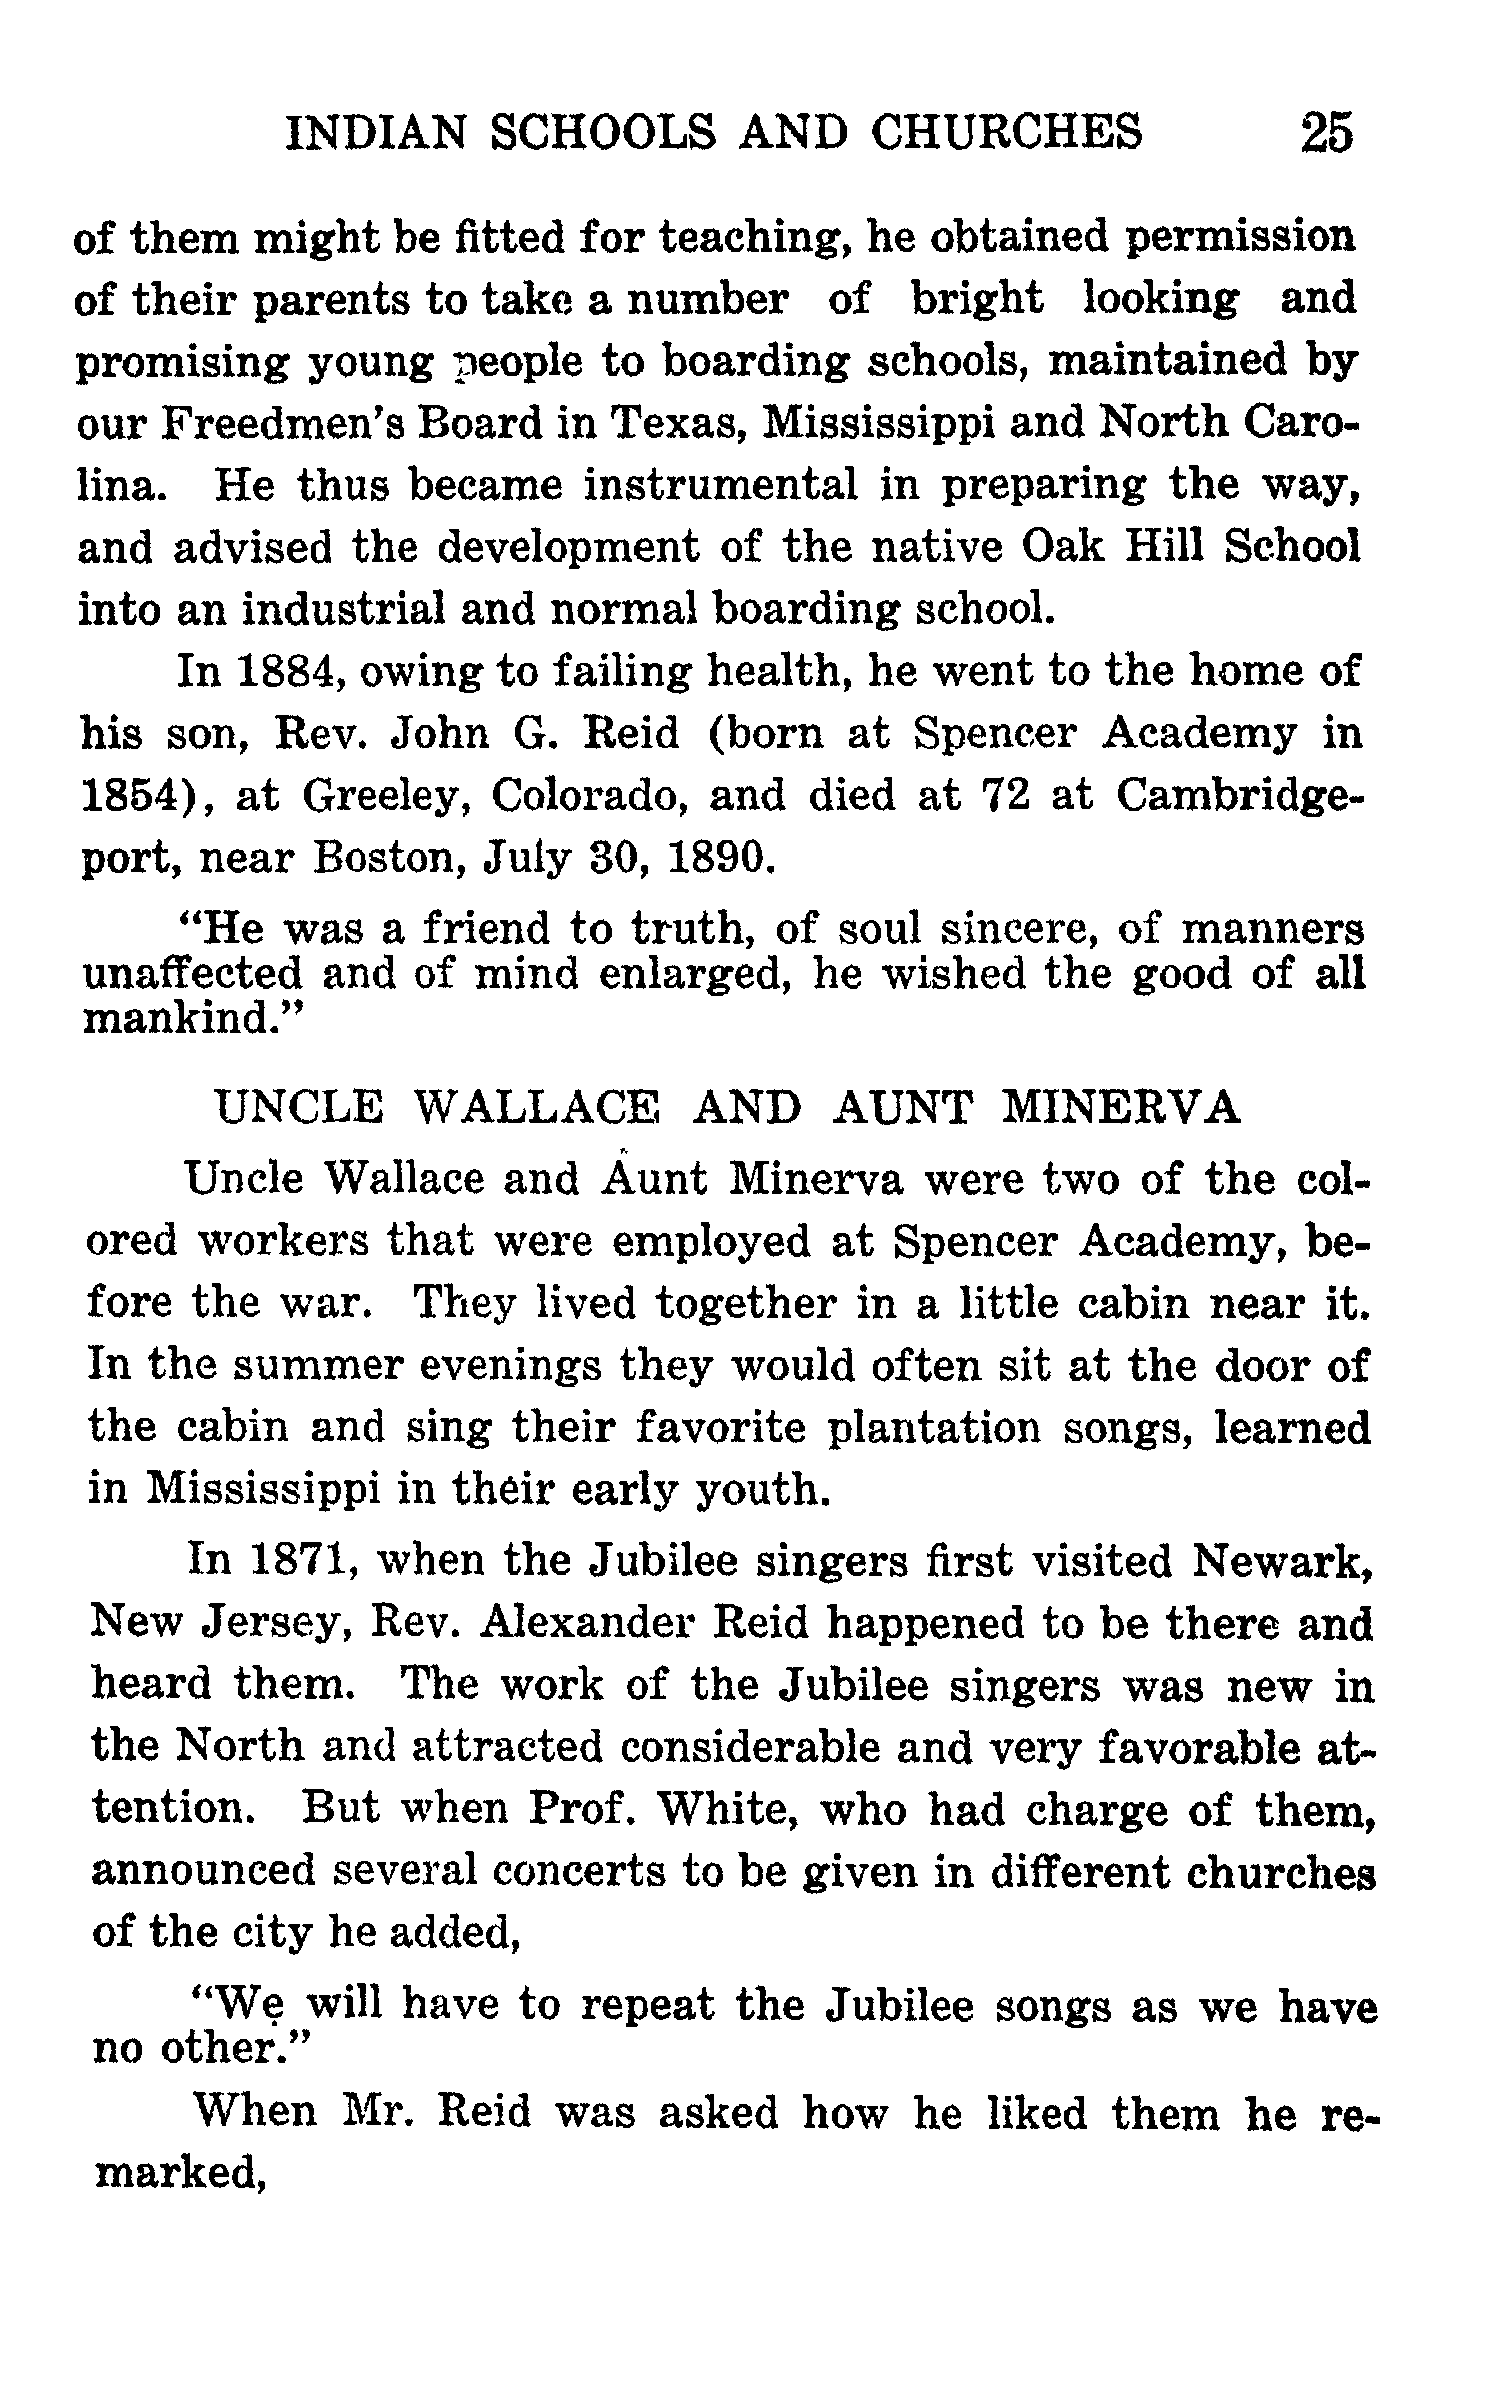 INDIAN SCHOOLS AND CHURCHES 25
of them might be fitted for teaching, he obtained permission
of their parents to take a number of bright looking and
promising young people to boarding schools, maintained by
our Freedmen's Board in Texas, Mississippi and North Caro-
lina. He thus became instrumental in preparing the way,
and advised the development of the native Oak Hill School
into an industrial and normal boarding school.
In 1884, owing to failing health, he went to the home of
his son, Rev. John G. Reid (born at Spencer Academy in
1854), at Greeley, Colorado, and died at 72 at Cambridge-
port, near Boston, July 30, 1890.
"He was a friend to truth, of soul sincere, of manners
unaffected and of mind enlarged, he wished the good of all
mankind."
UNCLE WALLACE AND AUNT MINERVA
Uncle Wallace and Aunt Minerva were two of the col-
ored workers that were employed at Spencer Academy, be-
fore the war. They lived together in a little cabin near it.
In the summer evenings they would often sit at the door of
the cabin and sing their favorite plantation songs, learned
in Mississippi in their early youth.
In 1871, when the Jubilee singers first visited Newark,
New Jersey, Rev. Alexander Reid happened to be there and
heard them. The work of the Jubilee singers was new in
the North and attracted considerable and very favorable at-
tention. But when Prof. White, who had charge of them,
announced several concerts to be given in different churches
of the city he added,
"We will have to repeat the Jubilee songs as we have
no other."
When Mr. Reid was asked how he liked them he re-
marked,